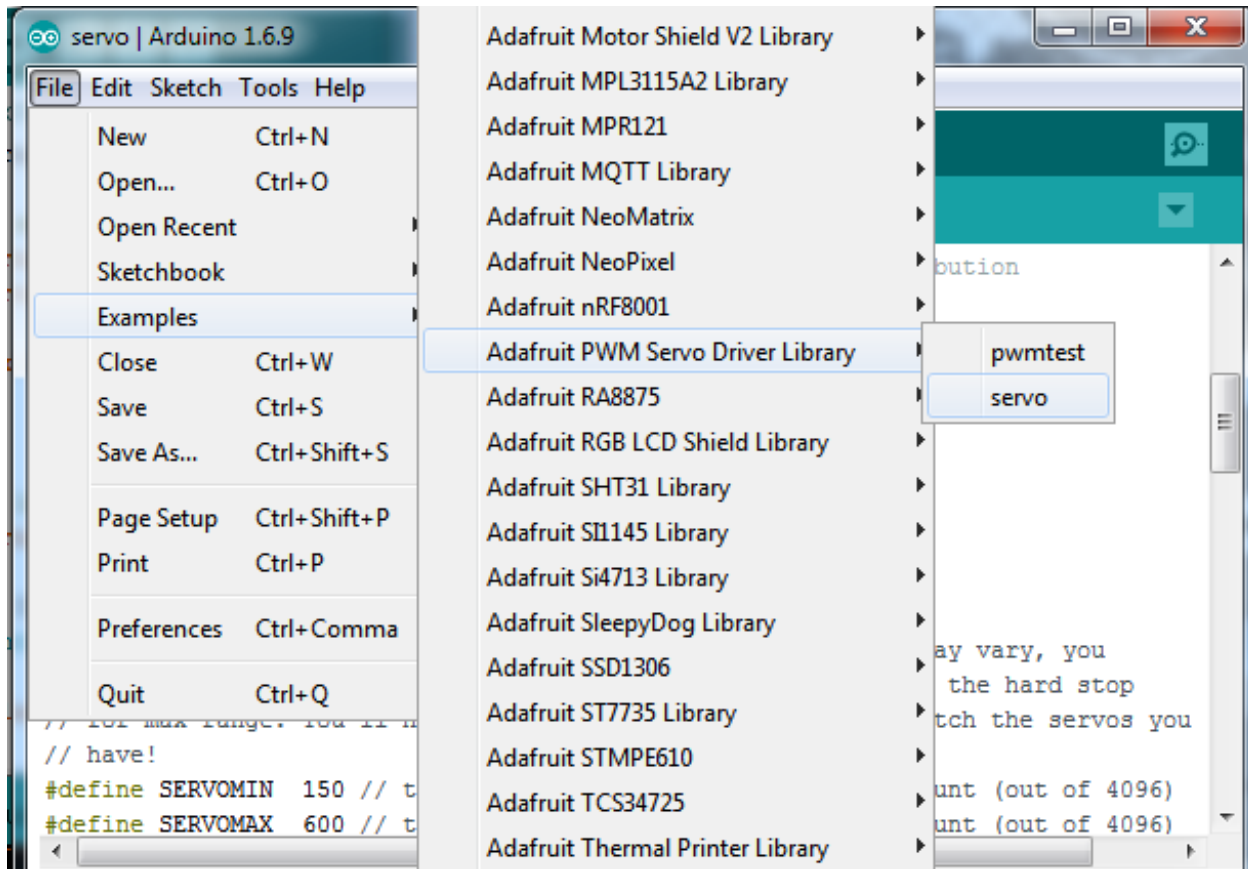 servo | Arduino 1.6.9
File Edit Sketch Tools Help
New Ctrl+N
Open... Ctrl+O
Open Recent
Sketchbook
Examples
Close Ctrl+W
Save Ctrl+S
Save As... Ctrl+Shift+S
Page Setup Ctrl+Shift+P
Print Ctrl+P
Preferences Ctrl+Comma
Quit Ctrl+Q
Adafruit Motor Shield V2 Library
Adafruit MPL3115A2 Library
Adafruit MPR121
Adafruit MQTT Library
Adafruit NeoMatrix
Adafruit NeoPixel
Adafruit nRF8001
Adafruit PWM Servo Driver Library
Adafruit RA8875
Adafruit RGB LCD Shield Library
Adafruit SHT31 Library
Adafruit SI1145 Library
Adafruit Si4713 Library
Adafruit SleepyDog Library
Adafruit SSD1306
Adafruit ST7735 Library
Adafruit STMPE610
Adafruit TCS34725
Adafruit Thermal Printer Library
pwmtest
servo
bution
ay vary, you
the hard stop
// for max range. You'll n tch the servos you
// have!
#define SERVOMIN 150 // t unt (out of 4096)
#define SERVOMAX 600 // t unt (out of 4096)